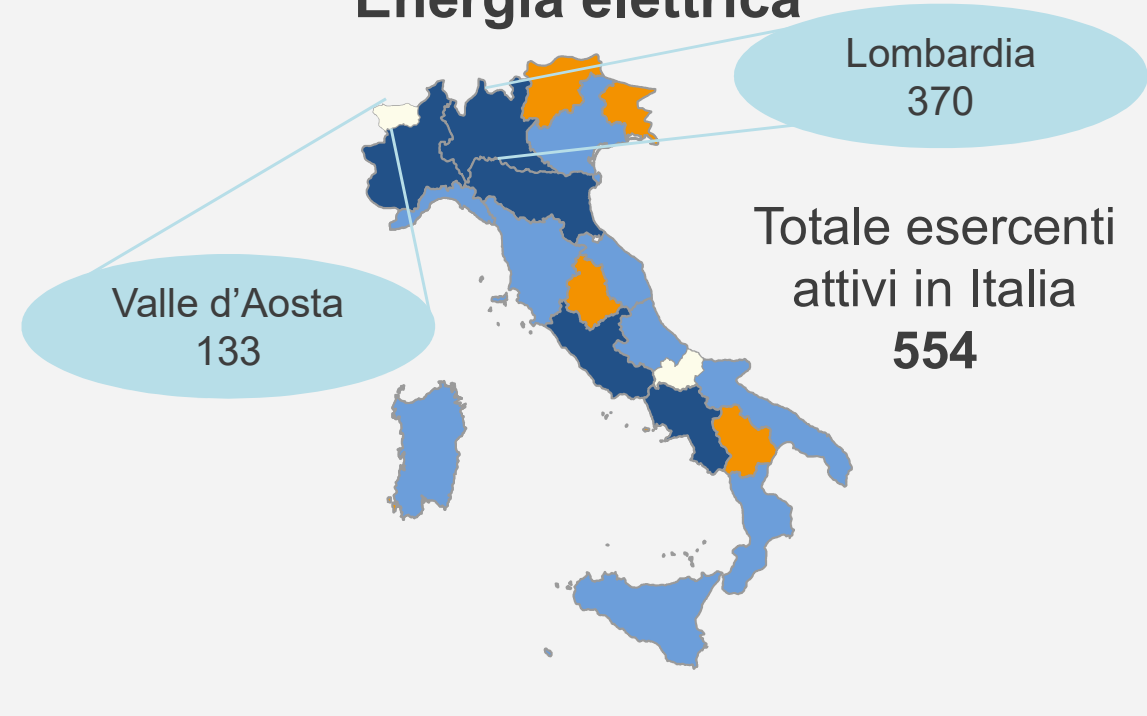 Energia elettrica
Lombardia
370
Totale esercenti
attivi in Italia
554
Valle d’Aosta
133